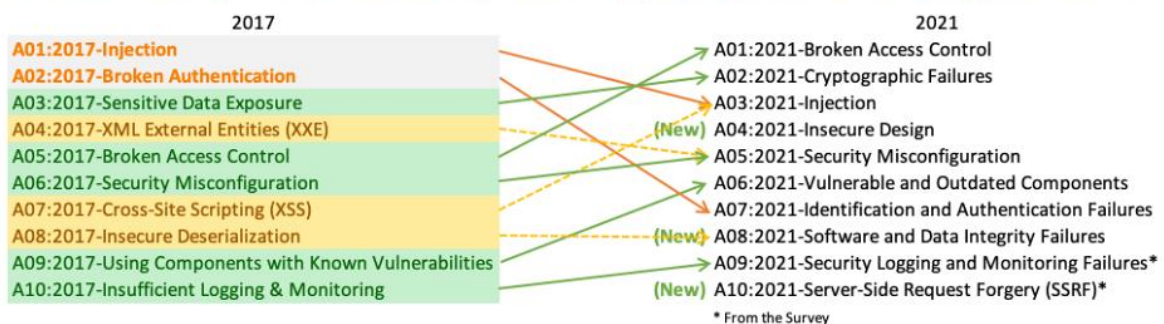 2017 2021
A01:2017-Injection A01:2021-Broken Access Control
A02:2017-Broken Authentication A02:2021-Cryptographic Failures
A03:2017-Sensitive Data Exposure A03:2021-Injection
A04:2017-XML External Entities (XXE) (New) A04:2021-Insecure Design
A05:2017-Broken Access Control A05:2021-Security Misconfiguration
A06:2017-Security Misconfiguration A06:2021-Vulnerable and Outdated Components
A07:2017-Cross-Site Scripting (XSS) A07:2021-Identification and Authentication Failures
A08:2017-Insecure Deserialization (New) A08:2021-Software and Data Integrity Failures
A09:2017-Using Components with Known Vulnerabilities A09:2021-Security Logging and Monitoring Failures*
A10:2017-Insufficient Logging & Monitoring (New) A10:2021-Server-Side Request Forgery (SSRF)*
* From the Survey